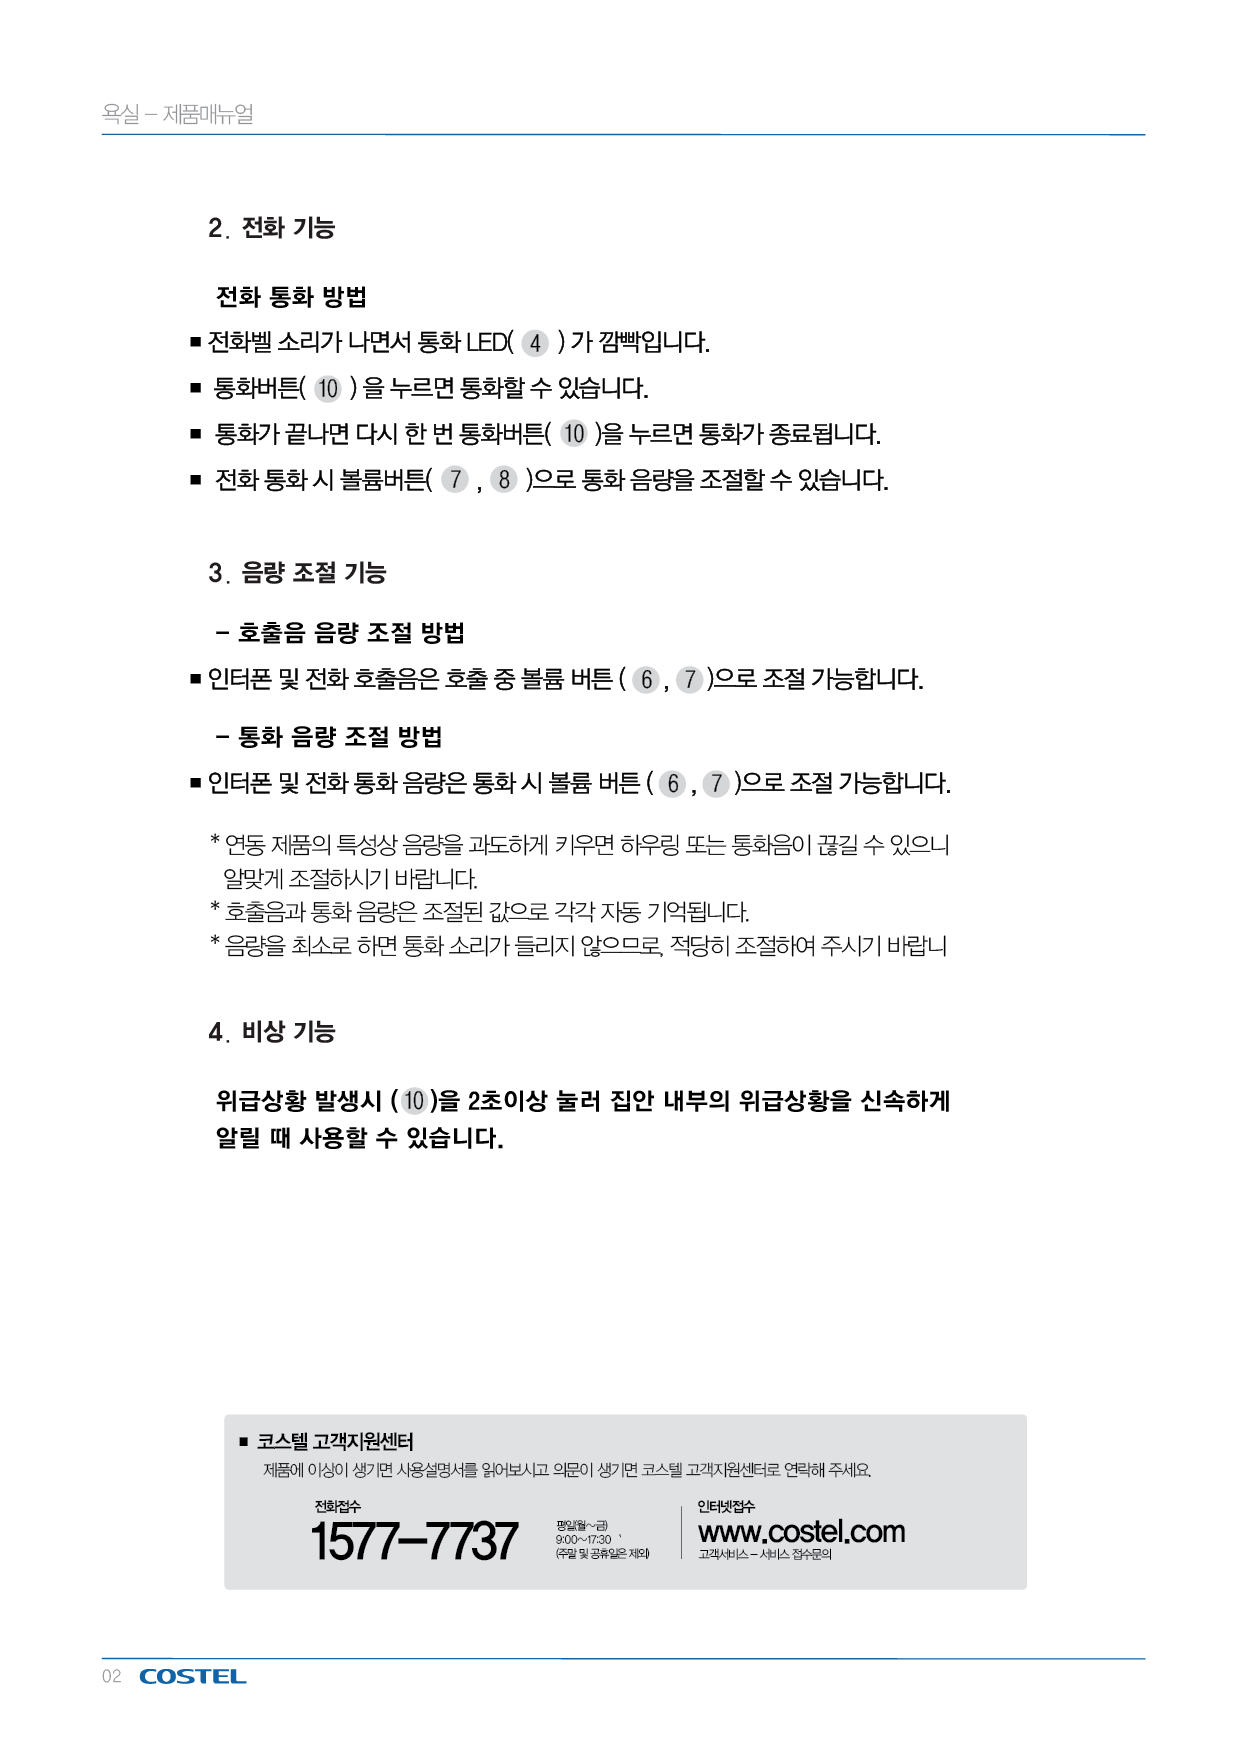 욕실 – 제품매뉴얼
2. 전화 기능
전화 통화 방법
■ 전화벨 소리가 나면서 통화 LED( 4 ) 가 깜빡입니다.
■ 통화버튼( 10 ) 을 누르면 통화할 수 있습니다.
■ 통화가 끝나면 다시 한 번 통화버튼( 10 )을 누르면 통화가 종료됩니다.
■ 전화 통화 시 볼륨버튼( 7 , 8 )으로 통화 음량을 조절할 수 있습니다.
3. 음량 조절 기능
– 호출음 음량 조절 방법
■ 인터폰 및 전화 호출음은 호출 중 볼륨 버튼 ( 6 , 7 )으로 조절 가능합니다.
– 통화 음량 조절 방법
■ 인터폰 및 전화 통화 음량은 통화 시 볼륨 버튼 ( 6 , 7 )으로 조절 가능합니다.
* 연동 제품의 특성상 음량을 과도하게 키우면 하우링 또는 통화음이 끊길 수 있으니
알맞게 조절하시기 바랍니다.
* 호출음과 통화 음량은 조절된 값으로 각각 자동 기억됩니다.
* 음량을 최소로 하면 통화 소리가 들리지 않으므로, 적당히 조절하여 주시기 바랍니
4. 비상 기능
위급상황 발생시 ( 10 )을 2초이상 눌러 집안 내부의 위급상황을 신속하게
알릴 때 사용할 수 있습니다.
■ 코스텔 고객지원센터
제품에 이상이 생기면 사용설명서를 읽어보시고 의문이 생기면 코스텔 고객지원센터로 연락해 주세요.
전화접수
1577–7737
평일(월~금)
9:00~17:30
(주말 및 공휴일은 제외)
인터넷접수
www.costel.com
고객서비스 – 서비스 접수문의
02 COSTEL